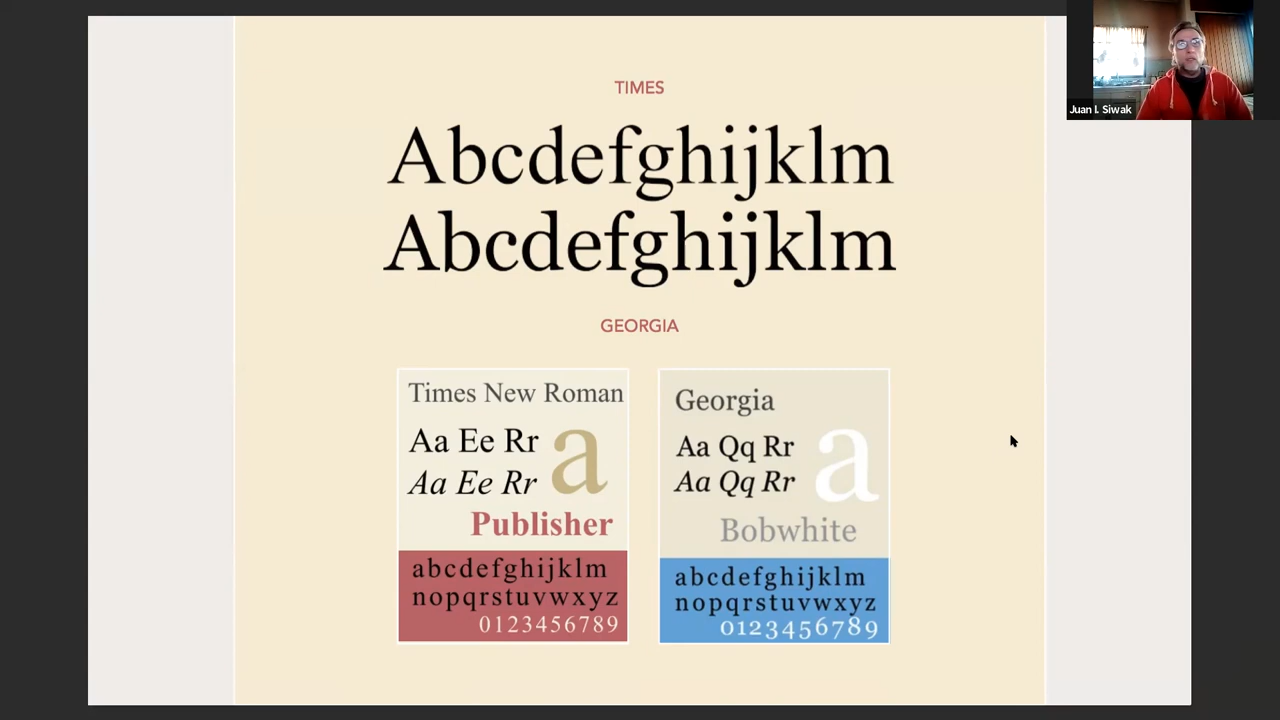 TIMES
Abcdefghijklm
Abcdefghijklm
GEORGIA
Times New Roman
Aa Ee Rr
a
Aa Ee Rr
Publisher
abcdefghijklm
nopqrstuvwxyz
0123456789
Georgia
Aa Qq Rr
a
Aa Qq Rr
Bobwhite
abcdefghijklm
nopqrstuvwxyz
0123456789
Juan I. Siwak